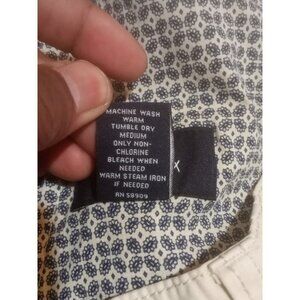 MACHINE WASH
WARM
TUMBLE DRY
MEDIUM
ONLY NON-
CHLORINE
BLEACH WHEN
NEEDED
WARM STEAM IRON
IF NEEDED
RN 58909
X